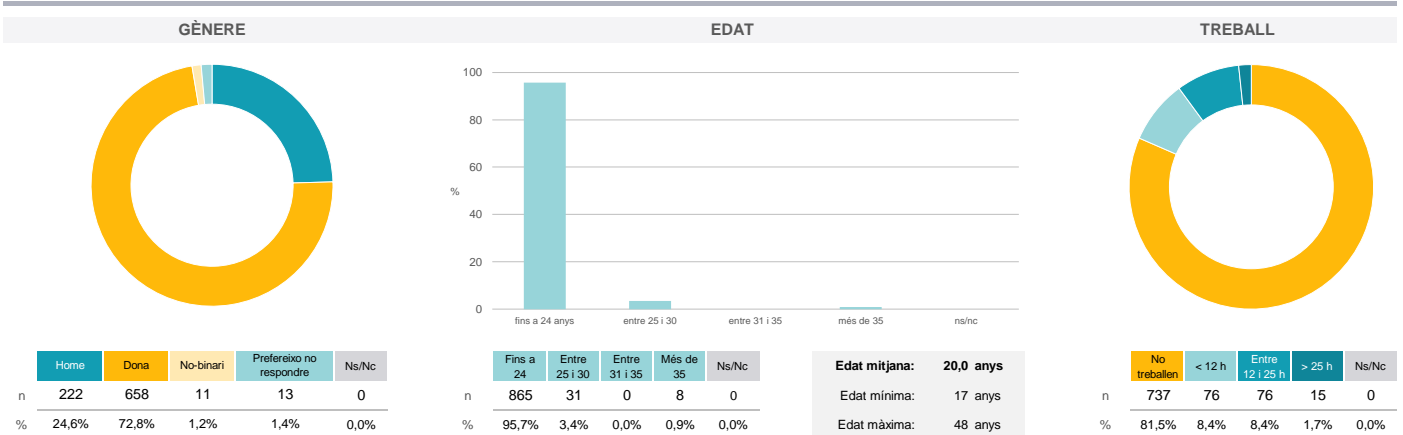 GÈNERE
EDAT
TREBALL
100
80
60
%
40
20
0
fins a 24 anys entre 25 i 30 entre 31 i 35 més de 35 ns/nc
Home Dona No-binari Prefereixo no respondre Ns/Nc
n 222 658 11 13 0
% 24,6% 72,8% 1,2% 1,4% 0,0%
Fins a 24 Entre 25 i 30 Entre 31 i 35 Més de 35 Ns/Nc
n 865 31 0 8 0
% 95,7% 3,4% 0,0% 0,9% 0,0%
Edat mitjana: 20,0 anys
Edat mínima: 17 anys
Edat màxima: 48 anys
No treballen < 12 h Entre 12 i 25 h > 25 h Ns/Nc
n 737 76 76 15 0
% 81,5% 8,4% 8,4% 1,7% 0,0%